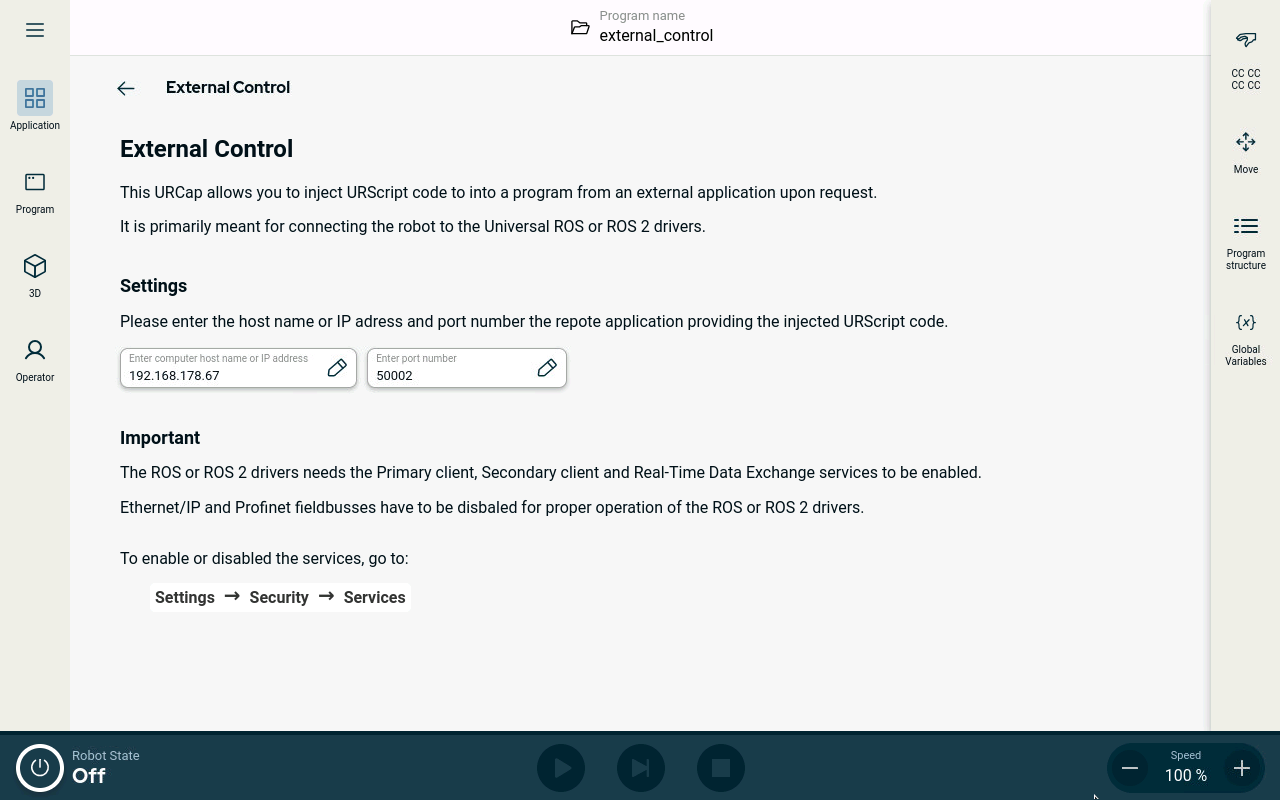 Program name
external_control
Application
Program
3D
Operator
External Control
External Control
This URCap allows you to inject URScript code to into a program from an external application upon request.
It is primarily meant for connecting the robot to the Universal ROS or ROS 2 drivers.
Settings
Please enter the host name or IP adress and port number the repote application providing the injected URScript code.
Enter computer host name or IP address
192.168.178.67
Enter port number
50002
Important
The ROS or ROS 2 drivers needs the Primary client, Secondary client and Real-Time Data Exchange services to be enabled.
Ethernet/IP and Profinet fieldbusses have to be disbaled for proper operation of the ROS or ROS 2 drivers.
To enable or disabled the services, go to:
Settings → Security → Services
CC CC
CC CC
Move
Program
structure
{x}
Global
Variables
Robot State
Off
Speed
100 %